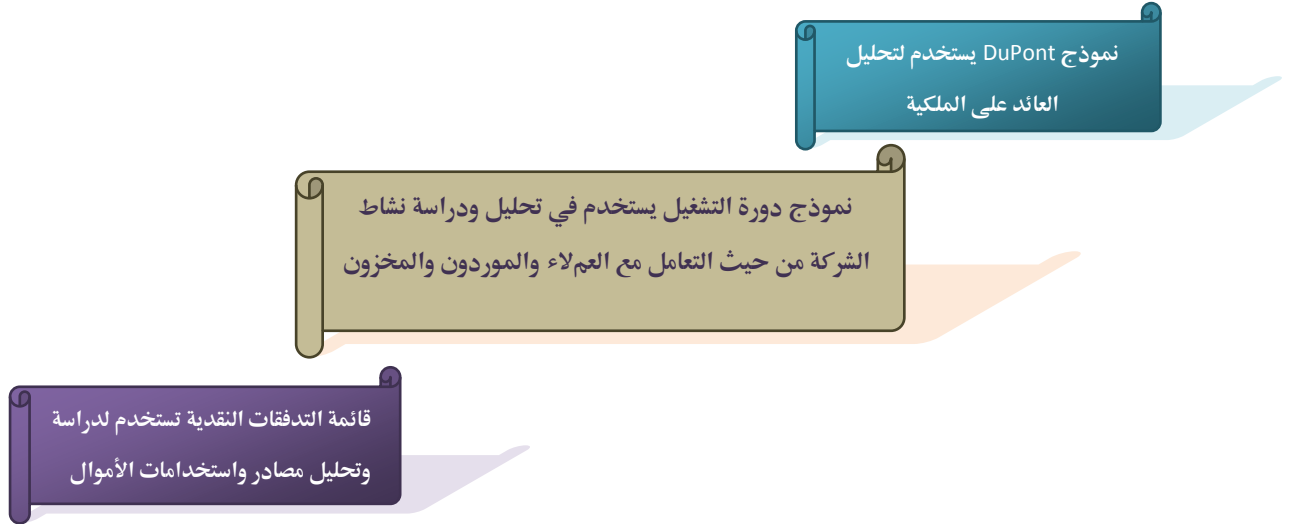 نموذج DuPont يستخدم لتحليل
العائد على الملكية
نموذج دورة التشغيل يستخدم في تحليل ودراسة نشاط
الشركة من حيث التعامل مع العملاء والموردون والمخزون
قائمة التدفقات النقدية تستخدم لدراسة
وتحليل مصادر واستخدامات الأموال